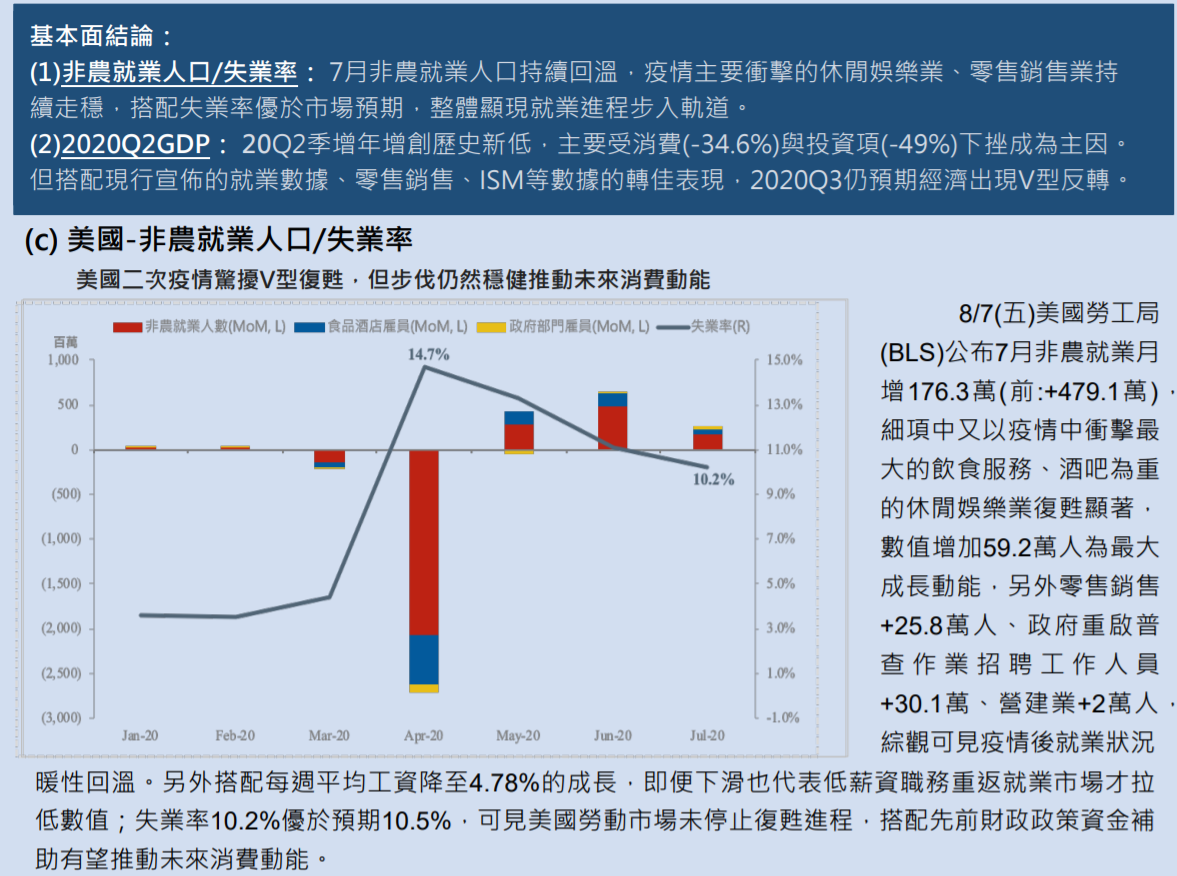 基本面結論：
(1)非農就業人口/失業率： 7月非農就業人口持續回溫，疫情主要衝擊的休閒娛樂業、零售銷售業持
續走穩，搭配失業率優於市場預期，整體顯現就業進程步入軌道。
(2)2020Q2GDP： 20Q2季增年增創歷史新低，主要受消費(-34.6%)與投資項(-49%)下挫成為主因。
但搭配現行宣佈的就業數據、零售銷售、ISM等數據的轉佳表現，2020Q3仍預期經濟出現V型反轉。
(c) 美國-非農就業人口/失業率
美國二次疫情驚擾V型復甦，但步伐仍然穩健推動未來消費動能
非農就業人數(MoM, L) 食品酒店雇員(MoM, L) 政府部門雇員(MoM, L) 失業率(R)
百萬
14.7%
1,000 15.0%
500 13.0%
0 11.0%
10.2%
(500) 9.0%
(1,000) 7.0%
(1,500) 5.0%
(2,000) 3.0%
(2,500) 1.0%
(3,000) -1.0%
Jan-20 Feb-20 Mar-20 Apr-20 May-20 Jun-20 Jul-20
8/7(五)美國勞工局
(BLS)公布7月非農就業月
增176.3萬(前:+479.1萬)，
細項中又以疫情中衝擊最
大的飲食服務、酒吧為重
的休閒娛樂業復甦顯著，
數值增加59.2萬人為最大
成長動能，另外零售銷售
+25.8萬人、政府重啟普
查作業招聘工作人員
+30.1萬、營建業+2萬人，
綜觀可見疫情後就業狀況
暖性回溫。另外搭配每週平均工資降至4.78%的成長，即便下滑也代表低薪資職務重返就業市場才拉
低數值；失業率10.2%優於預期10.5%，可見美國勞動市場未停止復甦進程，搭配先前財政政策資金補
助有望推動未來消費動能。